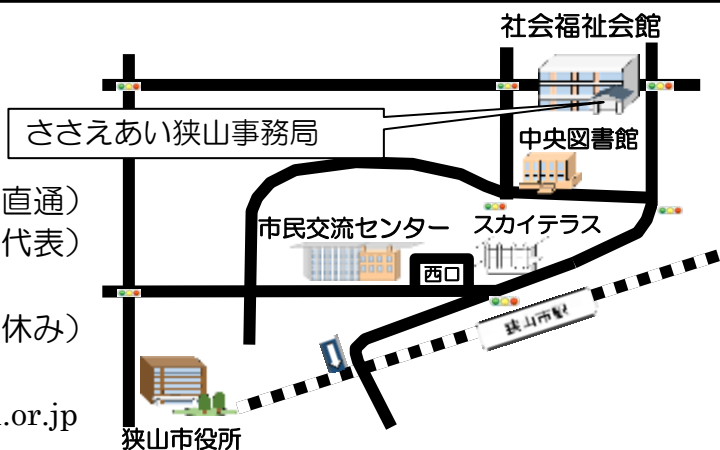 社会福祉会館
ささえあい狭山事務局
中央図書館
直通）
代表）
市民交流センター
スカイテラス
西口
休み）
狭山市駅
.or.jp
狭山市役所